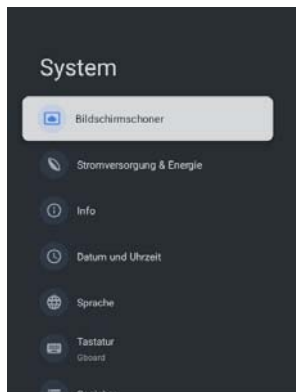 System
Bildschirmschoner
Stromversorgung & Energie
Info
Datum und Uhrzeit
Sprache
Tastatur
Gboard